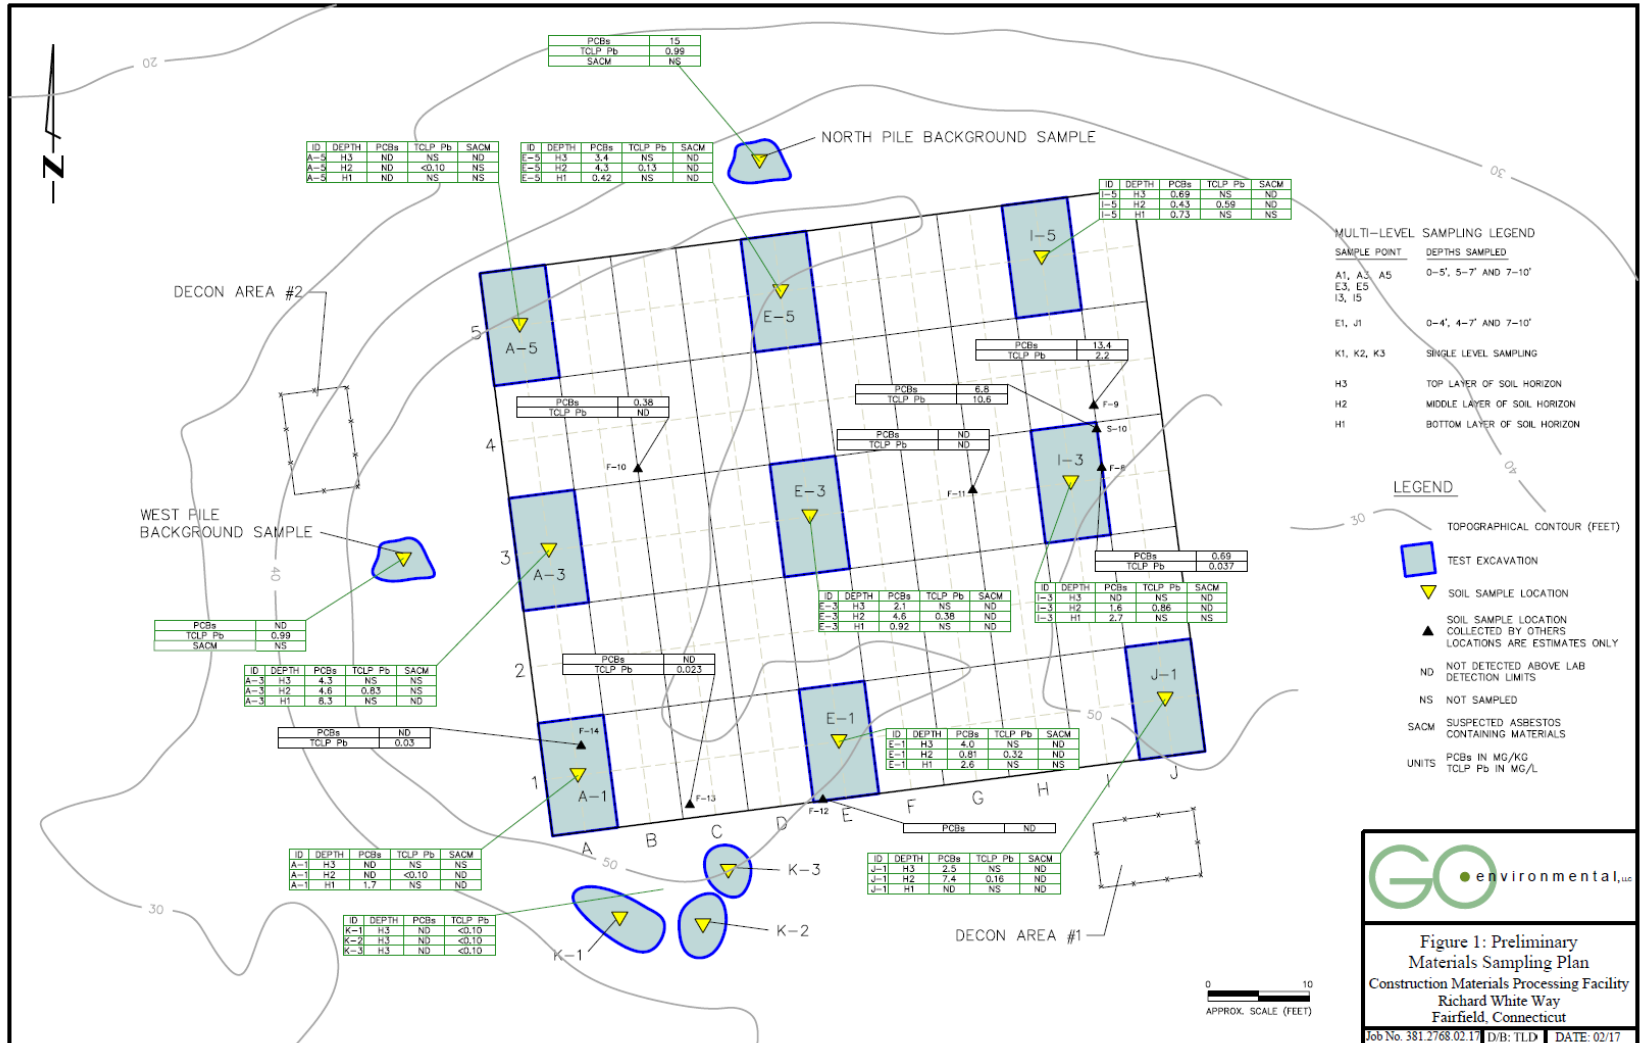 20
PCBs 15
TCLP Pb 0.99
SACM NS
NORTH PILE BACKGROUND SAMPLE
N
ID DEPTH PCBs TCLP Pb SACM
A-5 H3 ND NS ND
A-5 H2 ND <0.10 NS
A-5 H1 ND NS NS
ID DEPTH PCBs TCLP Pb SACM
E-5 H3 3.4 NS ND
E-5 H2 4.3 0.13 ND
E-5 H1 0.42 NS ND
30
ID DEPTH PCBs TCLP Pb SACM
I-5 H3 0.69 NS ND
I-5 H2 0.43 0.59 ND
I-5 H1 0.73 NS NS
MULTI-LEVEL SAMPLING LEGEND
SAMPLE POINT DEPTHS SAMPLED
A1, A3, A5 0-5', 5-7' AND 7-10'
E3, E5
I3, I5
E1, J1 0-4', 4-7' AND 7-10'
K1, K2, K3 SINGLE LEVEL SAMPLING
H3 TOP LAYER OF SOIL HORIZON
H2 MIDDLE LAYER OF SOIL HORIZON
H1 BOTTOM LAYER OF SOIL HORIZON
DECON AREA #2
A-5
E-5
I-5
5
4
3
2
1
PCBs 13.4
TCLP Pb 2.2
F-9
PCBs 6.8
TCLP Pb 10.6
S-10
PCBs 0.38
TCLP Pb ND
F-10
PCBs ND
TCLP Pb ND
F-11
I-3
F-8
E-3
A-3
40
LEGEND
30
TOPOGRAPHICAL CONTOUR (FEET)
TEST EXCAVATION
SOIL SAMPLE LOCATION
SOIL SAMPLE LOCATION
COLLECTED BY OTHERS
LOCATIONS ARE ESTIMATES ONLY
ND NOT DETECTED ABOVE LAB
DETECTION LIMITS
NS NOT SAMPLED
SACM SUSPECTED ASBESTOS
CONTAINING MATERIALS
UNITS PCBs IN MG/KG
TCLP Pb IN MG/L
WEST PILE
BACKGROUND SAMPLE
40
PCBs ND
TCLP Pb 0.99
SACM NS
PCBs 0.69
TCLP Pb 0.037
ID DEPTH PCBs TCLP Pb SACM
I-3 H3 ND NS ND
I-3 H2 1.6 0.86 ND
I-3 H1 2.7 NS NS
ID DEPTH PCBs TCLP Pb SACM
E-3 H3 2.1 NS ND
E-3 H2 4.6 0.38 ND
E-3 H1 0.92 NS ND
ID DEPTH PCBs TCLP Pb SACM
A-3 H3 4.3 NS NS
A-3 H2 4.6 0.83 NS
A-3 H1 8.3 NS ND
PCBs ND
TCLP Pb 0.023
PCBs ND
TCLP Pb 0.03
F-14
A-1
F-13
E-1
F-12
J-1
50
ID DEPTH PCBs TCLP Pb SACM
E-1 H3 4.0 NS ND
E-1 H2 0.81 0.32 ND
E-1 H1 2.6 NS NS
A B C D E F G H I J
PCBs ND
ID DEPTH PCBs TCLP Pb SACM
A-1 H3 ND NS NS
A-1 H2 ND <0.10 ND
A-1 H1 1.7 NS ND
50
K-3
ID DEPTH PCBs TCLP Pb SACM
J-1 H3 2.5 NS ND
J-1 H2 7.4 0.16 ND
J-1 H1 ND NS ND
30
ID DEPTH PCBs TCLP Pb
K-1 H3 ND <0.10
K-2 H3 ND <0.10
K-3 H3 ND <0.10
K-1
K-2
DECON AREA #1
0 10
APPROX. SCALE (FEET)
GO environmental, LLC
Figure 1: Preliminary
Materials Sampling Plan
Construction Materials Processing Facility
Richard White Way
Fairfield, Connecticut
Job No. 381.2768.02.17 D/B: TLD DATE: 02/17